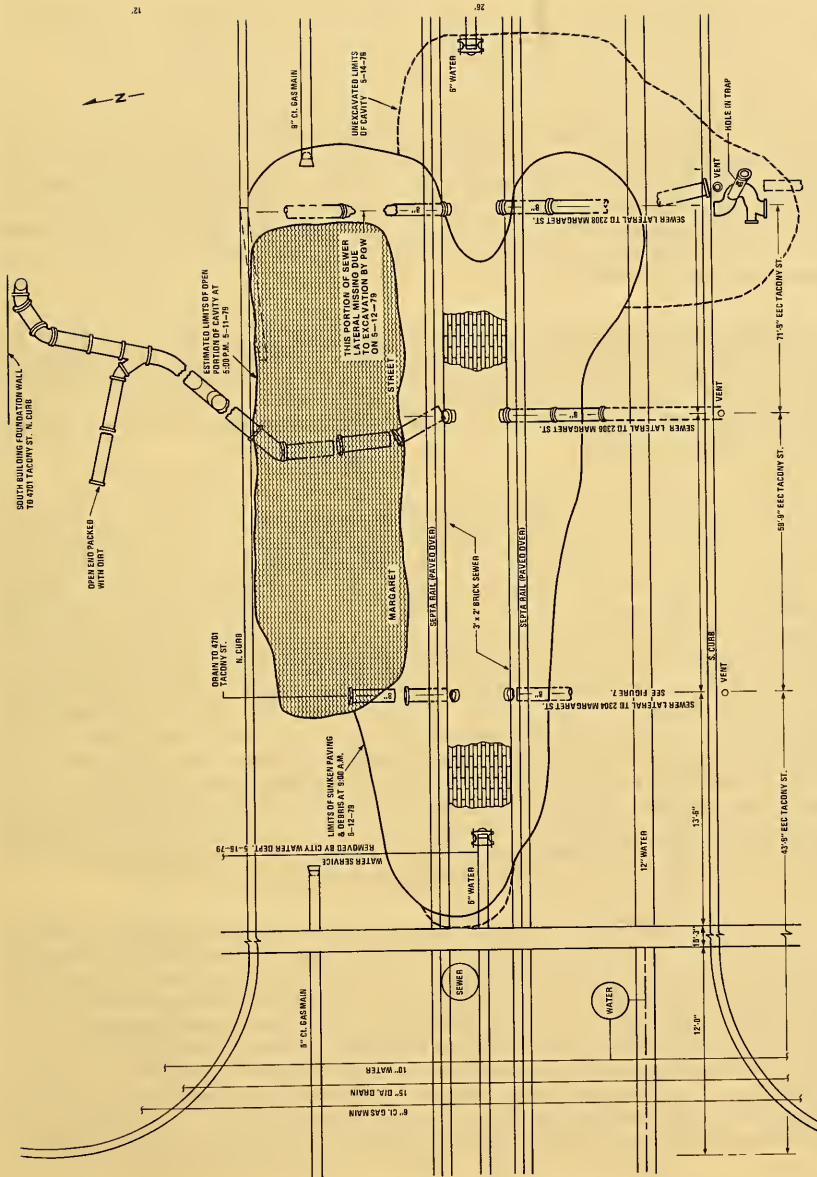 12'
26'
N
SOUTH BUILDING FOUNDATION WALL
TO 4701 TACONY ST. N. CURB
8" CI. GAS MAIN
UNEXCAVATED LIMITS
OF CAVITY 5-14-79
6" WATER
ESTIMATED LIMITS OF OPEN
PORTION OF CAVITY AT
5:00 P.M. 5-11-79
8"
8"
HOLE IN TRAP
VENT
SEWER LATERAL TO 2308 MARGARET ST.
THIS PORTION OF SEWER
LATERAL MISSING DUE
TO EXCAVATION BY PGW
ON 5-12-79
71'-5" EEC TACONY ST.
OPEN END PACKED
WITH DIRT
STREET
8"
VENT
SEWER LATERAL TO 2306 MARGARET ST.
MARGARET
SEPTA RAIL (PAVED OVER)
3' x 2' BRICK SEWER
SEPTA RAIL (PAVED OVER)
59'-9" EEC TACONY ST.
DRAIN TO 4701
TACONY ST.
N. CURB
8"
8"
SEWER LATERAL TO 2304 MARGARET ST.
SEE FIGURE 7.
S. CURB
VENT
LIMITS OF SUNKEN PAVING
& DEBRIS AT 9:00 A.M.
5-12-79
WATER SERVICE
REMOVED BY CITY WATER DEPT. 5-16-79
6" WATER
12" WATER
13'-6"
43'-9" EEC TACONY ST.
16'-3"
SEWER
WATER
12'-0"
10" WATER
15" DIA. DRAIN
6" CI. GAS MAIN